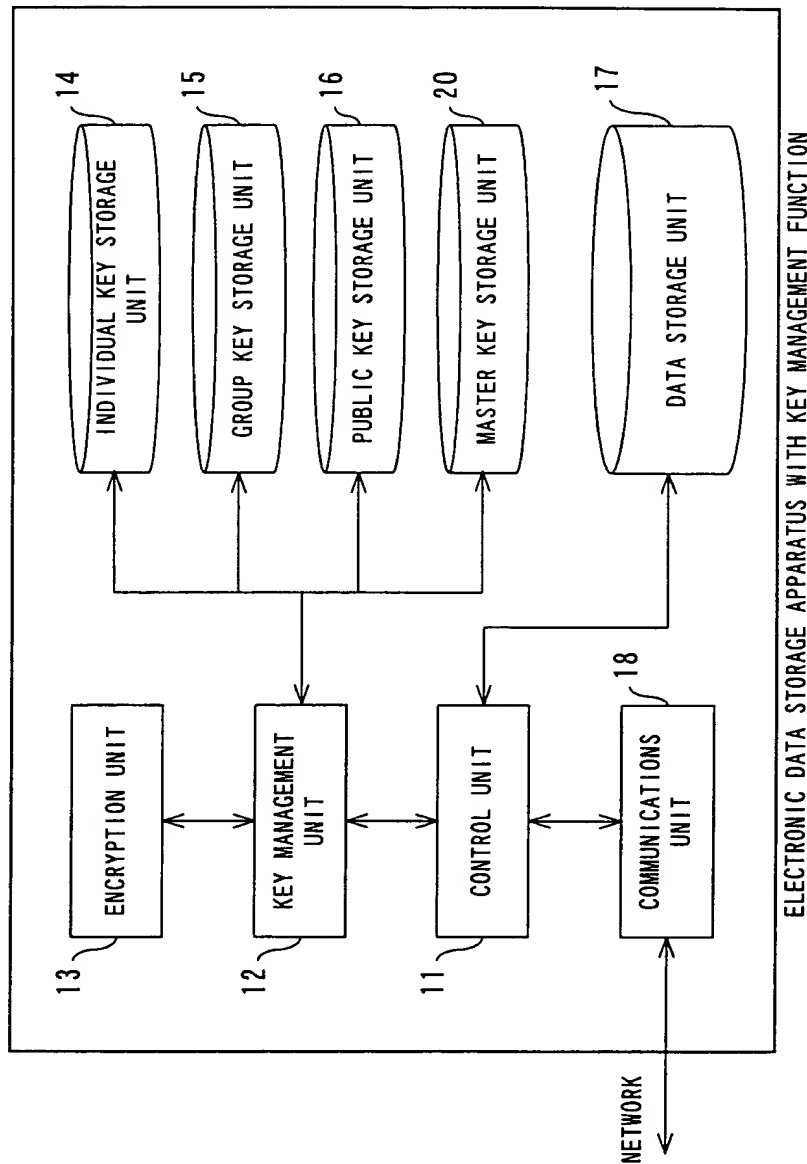 13
ENCRYPTION UNIT
12
KEY MANAGEMENT
UNIT
11
CONTROL UNIT
18
COMMUNICATIONS
UNIT
NETWORK
14
INDIVIDUAL KEY STORAGE
UNIT
15
GROUP KEY STORAGE UNIT
16
PUBLIC KEY STORAGE UNIT
20
MASTER KEY STORAGE UNIT
17
DATA STORAGE UNIT
ELECTRONIC DATA STORAGE APPARATUS WITH KEY MANAGEMENT FUNCTION